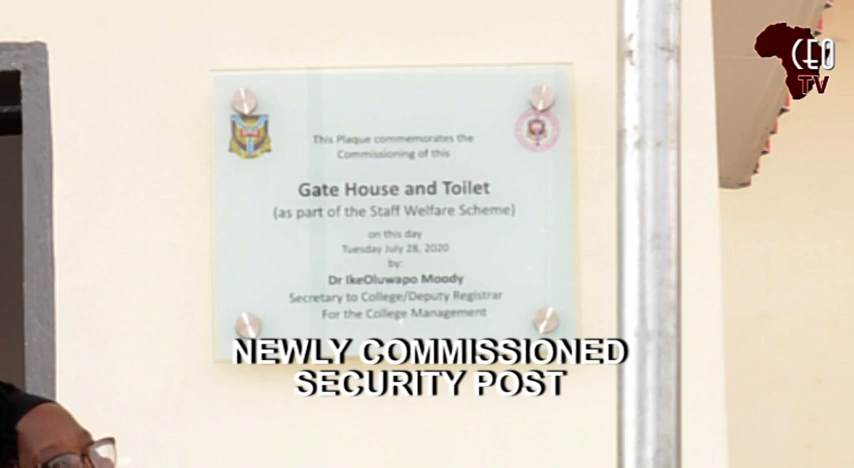 CEO
TV
This Plaque commemorates the
Commissioning of this
Gate House and Toilet
(as part of the Staff Welfare Scheme)
on this day
Tuesday July 28, 2020
by:
Dr IkeOluwapo Moody
Secretary to College/Deputy Registrar
For the College Management
NEWLY COMMISSIONED
SECURITY POST